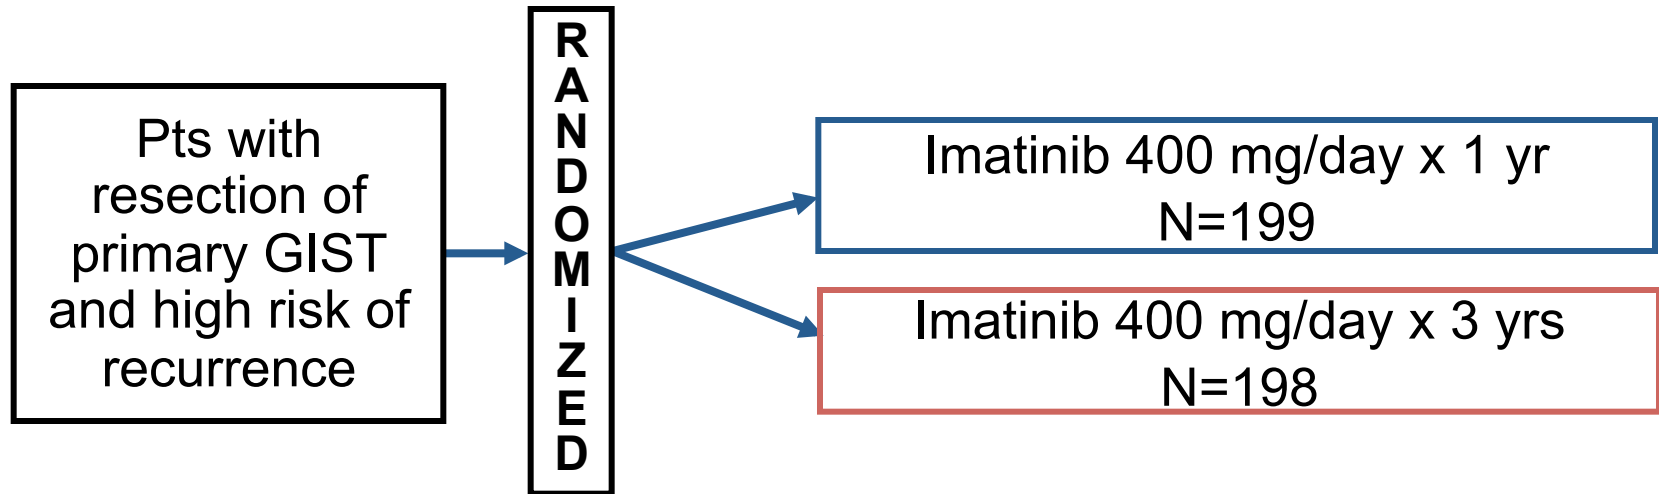 Pts with
resection of
primary GIST
and high risk of
recurrence
RANDOMIZED
Imatinib 400 mg/day x 1 yr
N=199
Imatinib 400 mg/day x 3 yrs
N=198